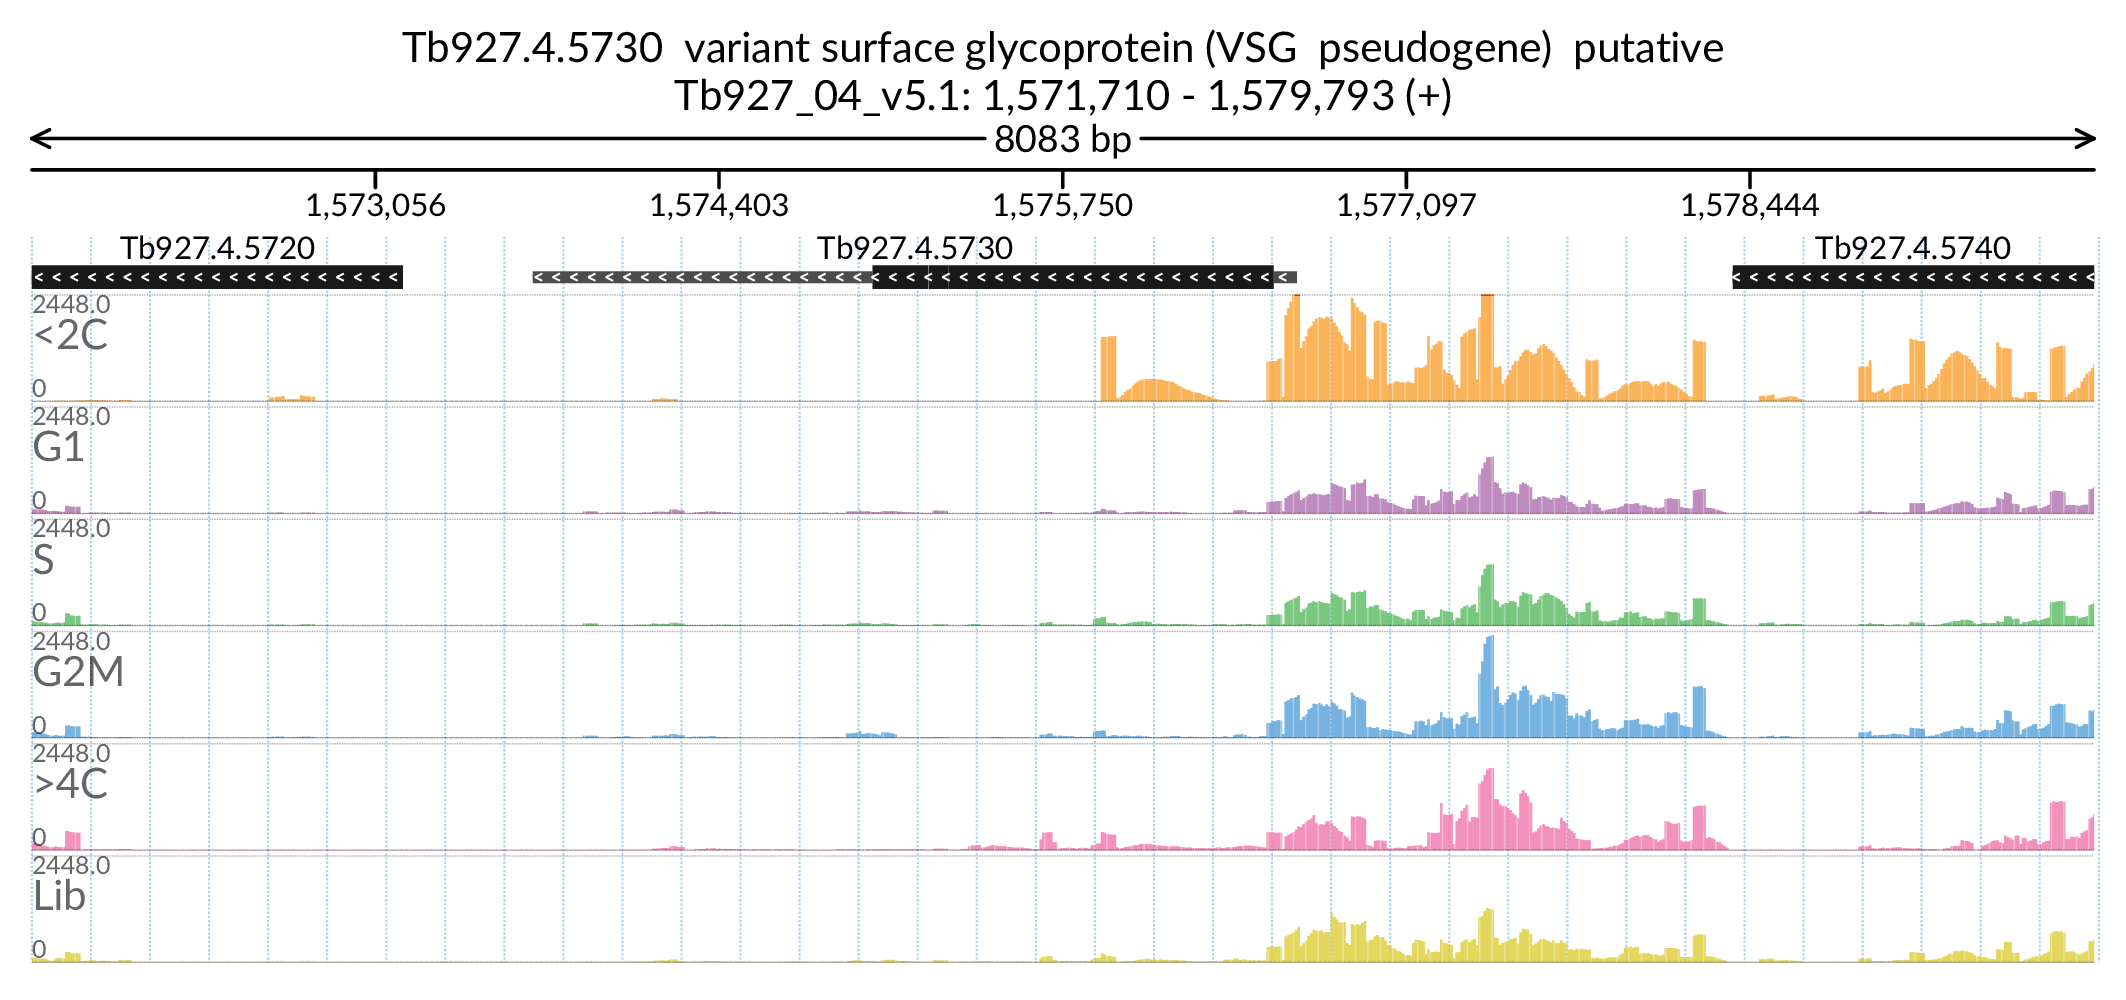 Tb927.4.5730 variant surface glycoprotein (VSG pseudogene) putative
Tb927_04_v5.1: 1,571,710 - 1,579,793 (+)
8083 bp
1,573,056 1,574,403 1,575,750 1,577,097 1,578,444
Tb927.4.5720 Tb927.4.5730 Tb927.4.5740
2448.0
<2C
0
2448.0
G1
0
2448.0
S
0
2448.0
G2M
0
2448.0
>4C
0
2448.0
Lib
0